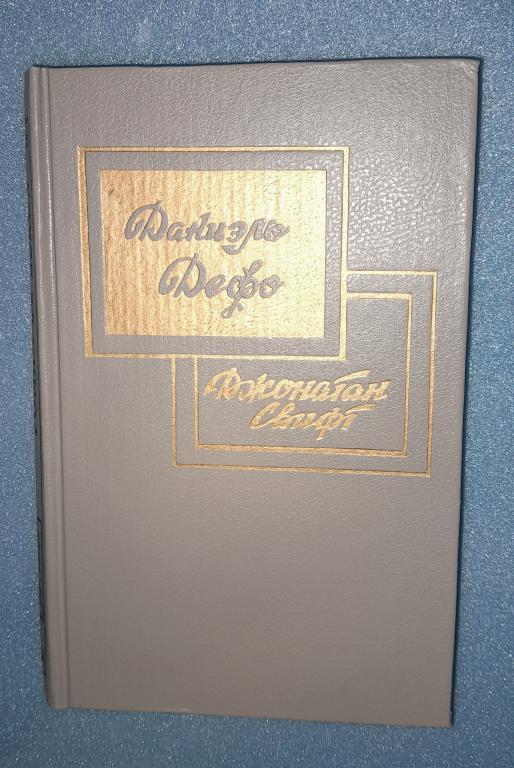 Даниэль
Дефо
Джонатан
Свифт